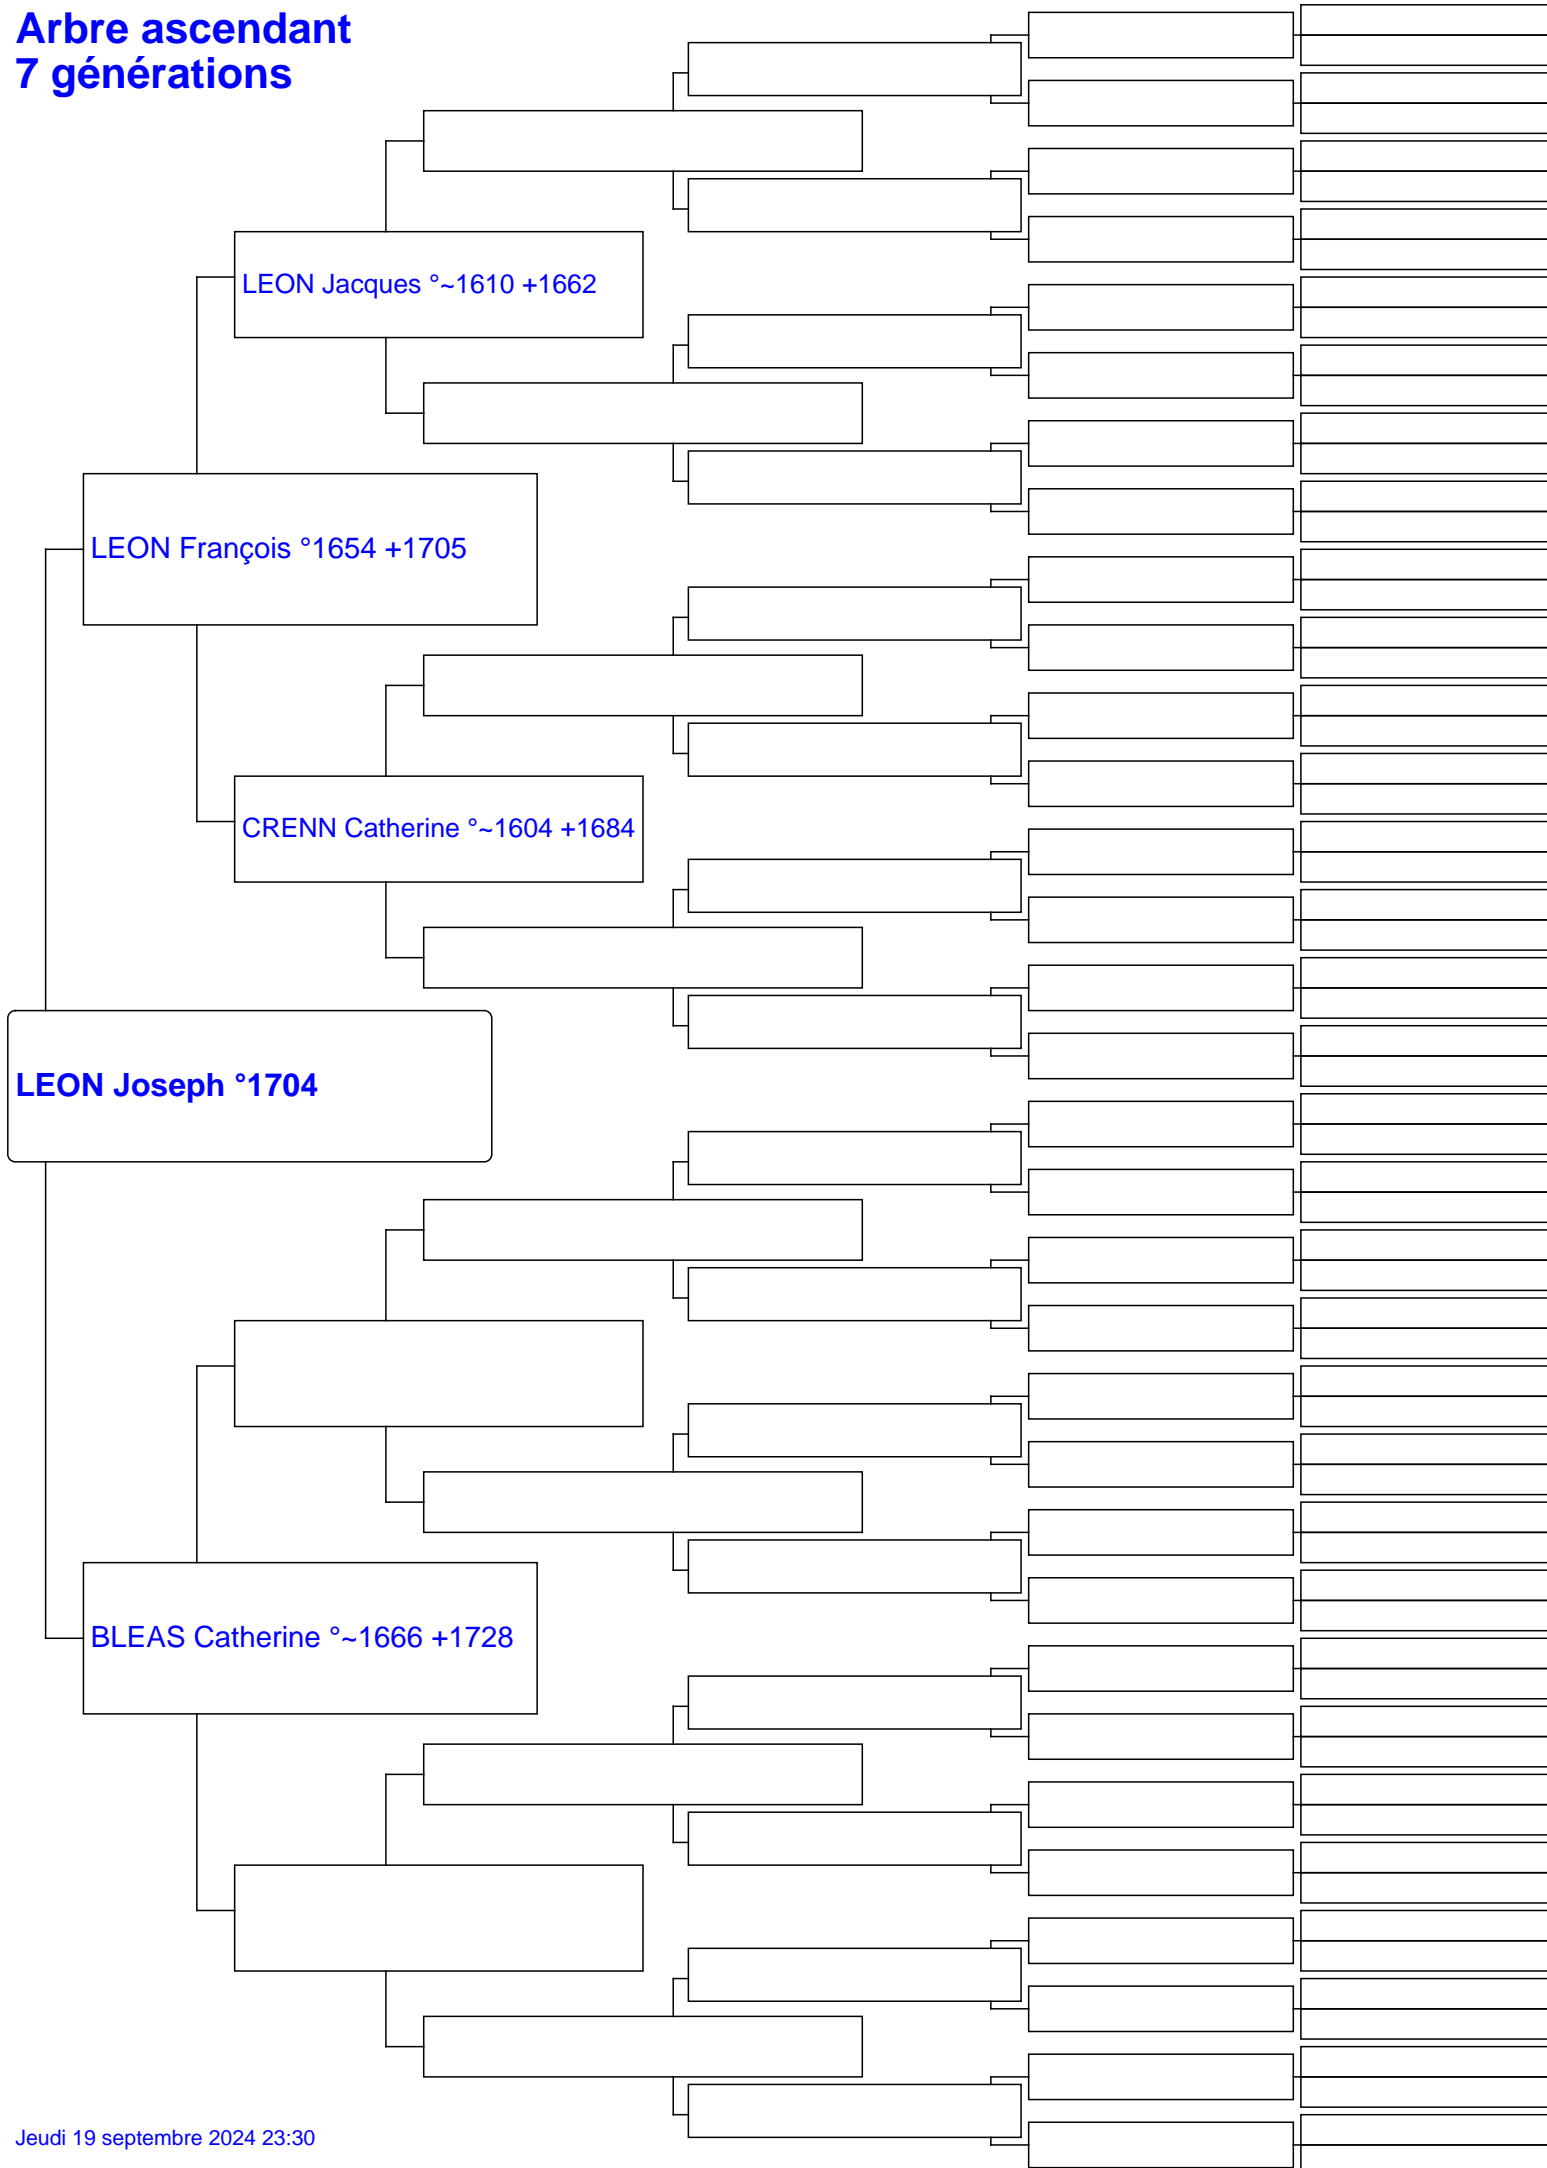 Arbre ascendant
7 générations
LEON Jacques °~1610 +1662
LEON François °1654 +1705
CRENN Catherine °~1604 +1684
LEON Joseph °1704
BLEAS Catherine °~1666 +1728
Jeudi 19 septembre 2024 23:30